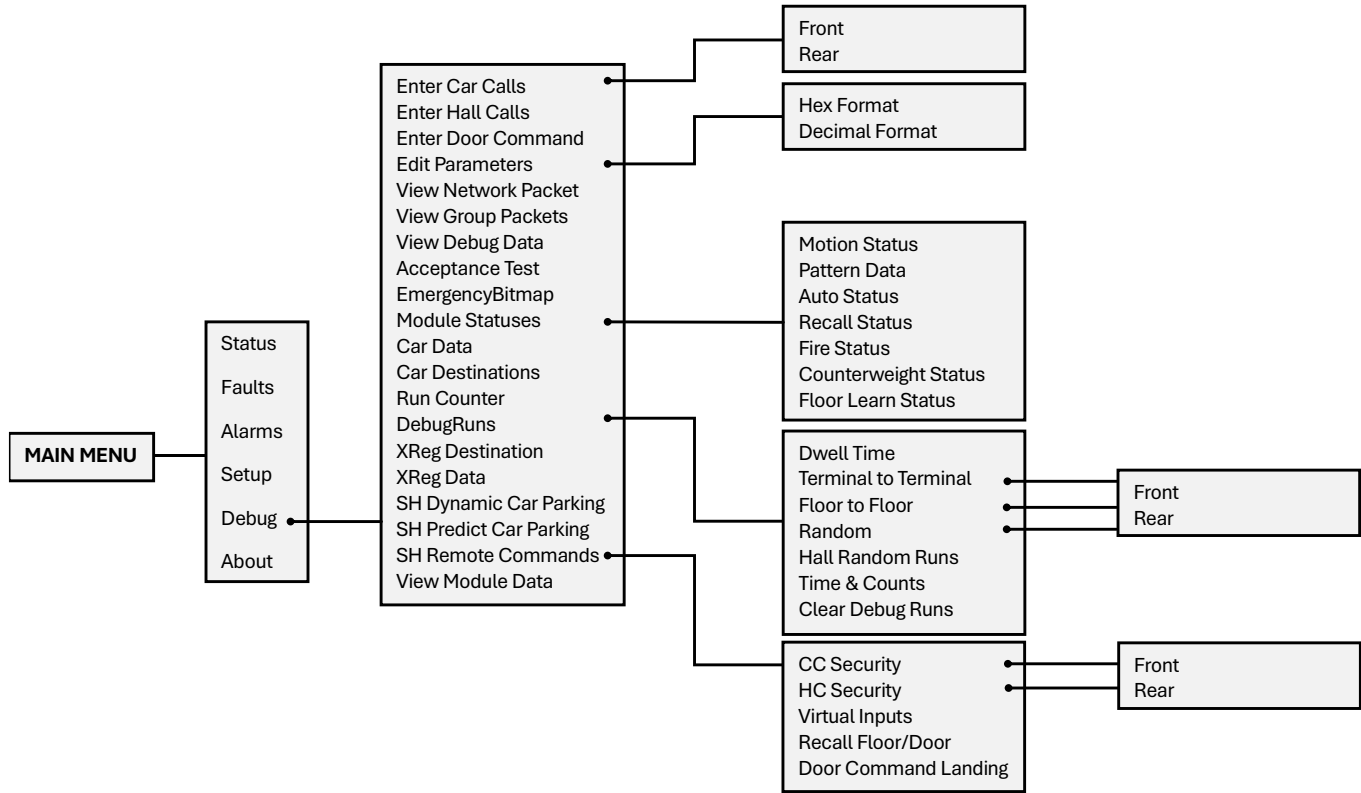 MAIN MENU
Status
Faults
Alarms
Setup
Debug
About
Enter Car Calls
Enter Hall Calls
Enter Door Command
Edit Parameters
View Network Packet
View Group Packets
View Debug Data
Acceptance Test
EmergencyBitmap
Module Statuses
Car Data
Car Destinations
Run Counter
DebugRuns
XReg Destination
XReg Data
SH Dynamic Car Parking
SH Predict Car Parking
SH Remote Commands
View Module Data
Front
Rear
Hex Format
Decimal Format
Motion Status
Pattern Data
Auto Status
Recall Status
Fire Status
Counterweight Status
Floor Learn Status
Dwell Time
Terminal to Terminal
Floor to Floor
Random
Hall Random Runs
Time & Counts
Clear Debug Runs
Front
Rear
CC Security
HC Security
Virtual Inputs
Recall Floor/Door
Door Command Landing
Front
Rear